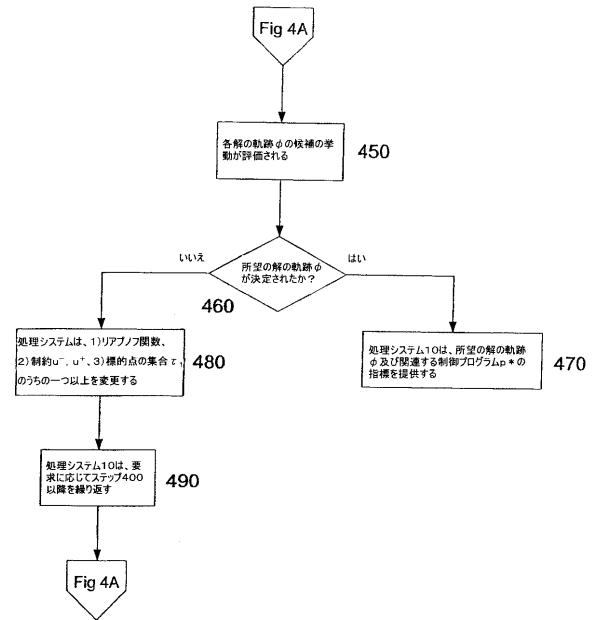 Fig 4A
各解の軌跡φの候補の挙
動が評価される
450
いいえ
はい
所望の解の軌跡φ
が決定されたか？
460
処理システムは、1)リアプノフ関数、
2)制約u⁻, u⁺、3)標的点の集合τ,
のうちの一つ以上を変更する
480
処理システム10は、所望の解の軌跡
φ及び関連する制御プログラムp*の
指標を提供する
470
処理システム10は、要
求に応じてステップ400
以降を繰り返す
490
Fig 4A